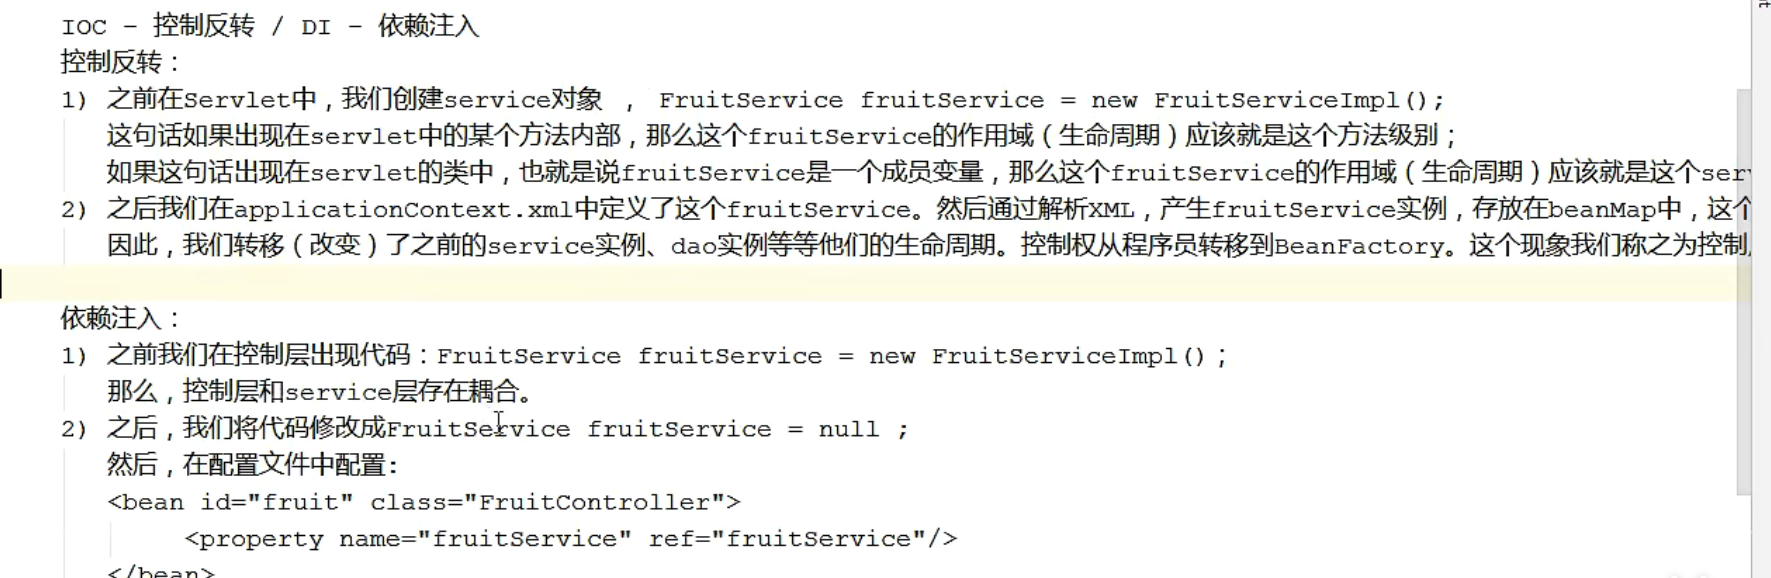 IOC - 控制反转 / DI - 依赖注入
控制反转：
1) 之前在Servlet中，我们创建service对象 ， FruitService fruitService = new FruitServiceImpl();
这句话如果出现在servlet中的某个方法内部，那么这个fruitService的作用域（生命周期）应该就是这个方法级别；
如果这句话出现在servlet的类中，也就是说fruitService是一个成员变量，那么这个fruitService的作用域（生命周期）应该就是这个ser
2) 之后我们在applicationContext.xml中定义了这个fruitService。然后通过解析XML，产生fruitService实例，存放在beanMap中，这个
因此，我们转移（改变）了之前的service实例、dao实例等等他们的生命周期。控制权从程序员转移到BeanFactory。这个现象我们称之为控制
依赖注入：
1) 之前我们在控制层出现代码：FruitService fruitService = new FruitServiceImpl()；
那么，控制层和service层存在耦合。
2) 之后，我们将代码修改成FruitService fruitService = null ;
然后，在配置文件中配置:
<bean id="fruit" class="FruitController">
<property name="fruitService" ref="fruitService"/>
</bean>